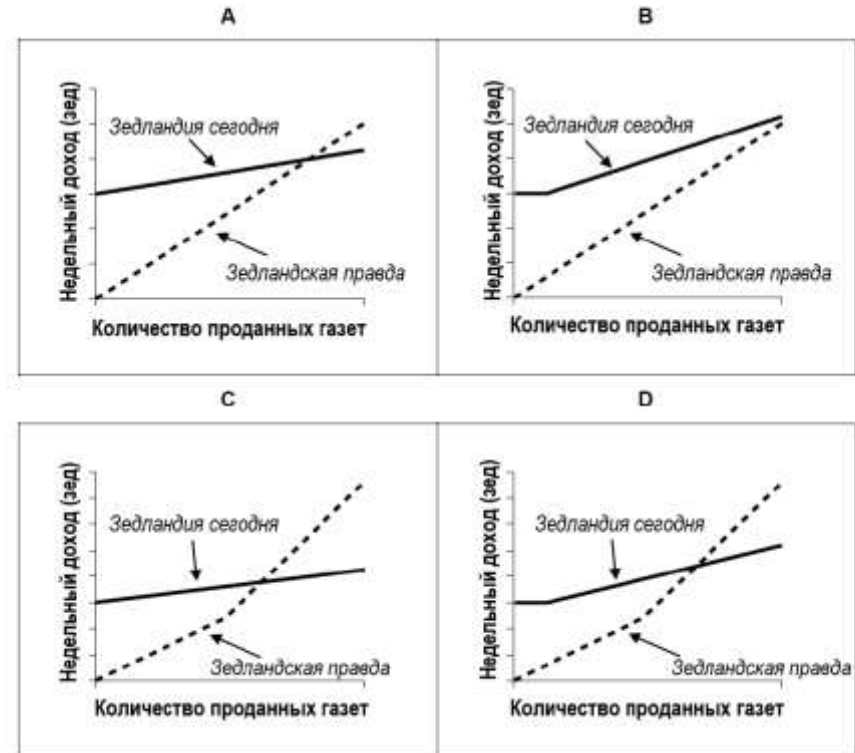 A
B
Недельный доход (зед)
Зедландия сегодня
Зедландская правда
Количество проданных газет
Недельный доход (зед)
Зедландия сегодня
Зедландская правда
Количество проданных газет
C
D
Недельный доход (зед)
Зедландия сегодня
Зедландская правда
Количество проданных газет
Недельный доход (зед)
Зедландия сегодня
Зедландская правда
Количество проданных газет